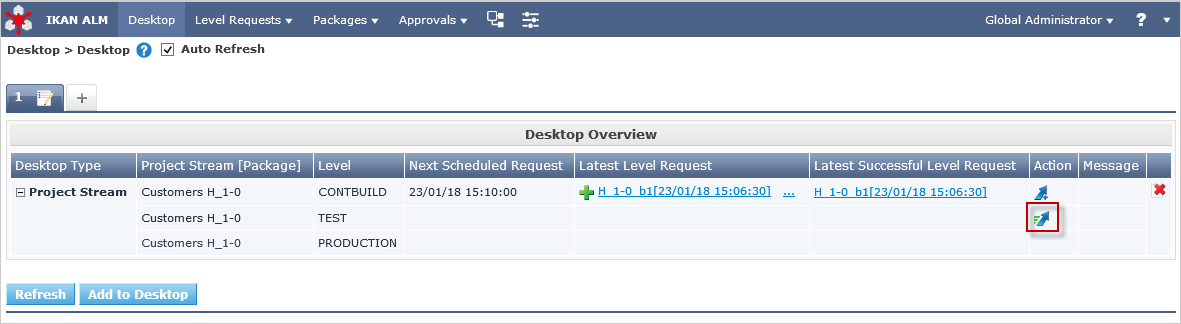 IKAN ALM Desktop Level Requests Packages Approvals Global Administrator ?
Desktop > Desktop ? Auto Refresh
1 +
Desktop Overview
Desktop Type Project Stream [Package] Level Next Scheduled Request Latest Level Request Latest Successful Level Request Action Message
Project Stream Customers H_1-0 CONTBUILD 23/01/18 15:10:00 H_1-0_b1[23/01/18 15:06:30] ... H_1-0_b1[23/01/18 15:06:30]
Customers H_1-0 TEST
Customers H_1-0 PRODUCTION
Refresh Add to Desktop